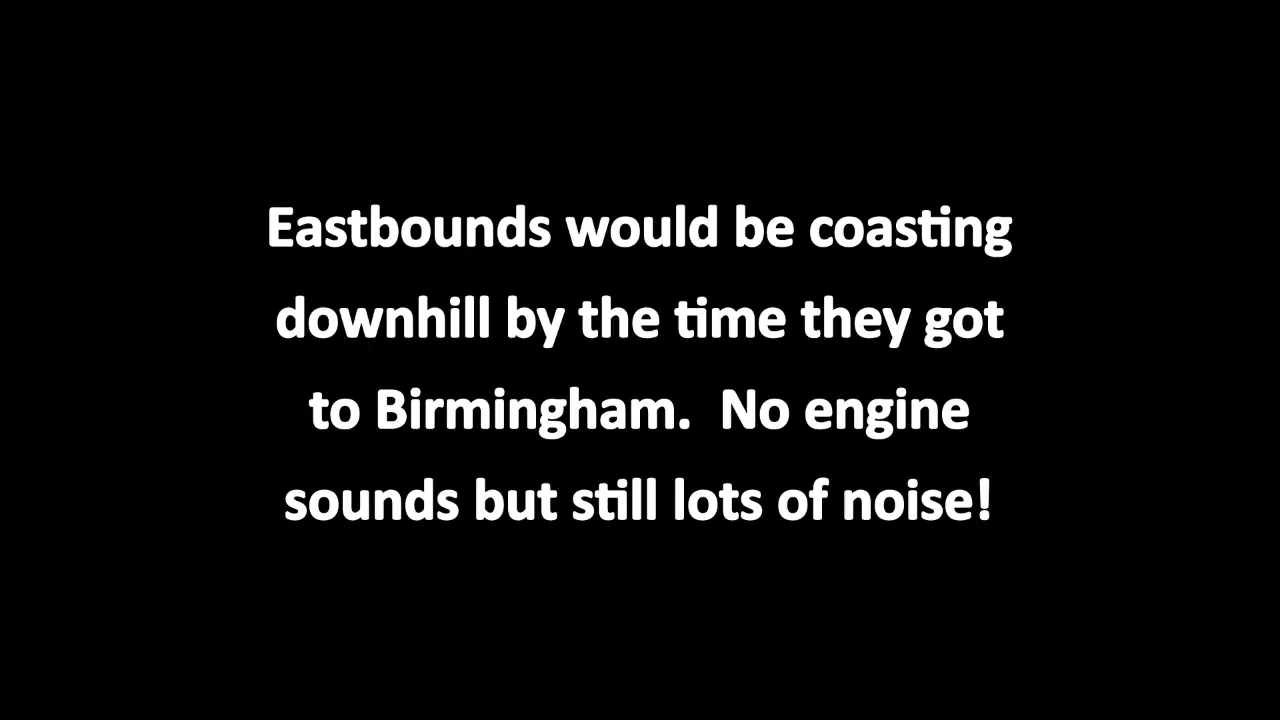 Eastbounds would be coasting
downhill by the time they got
to Birmingham.  No engine
sounds but still lots of noise!